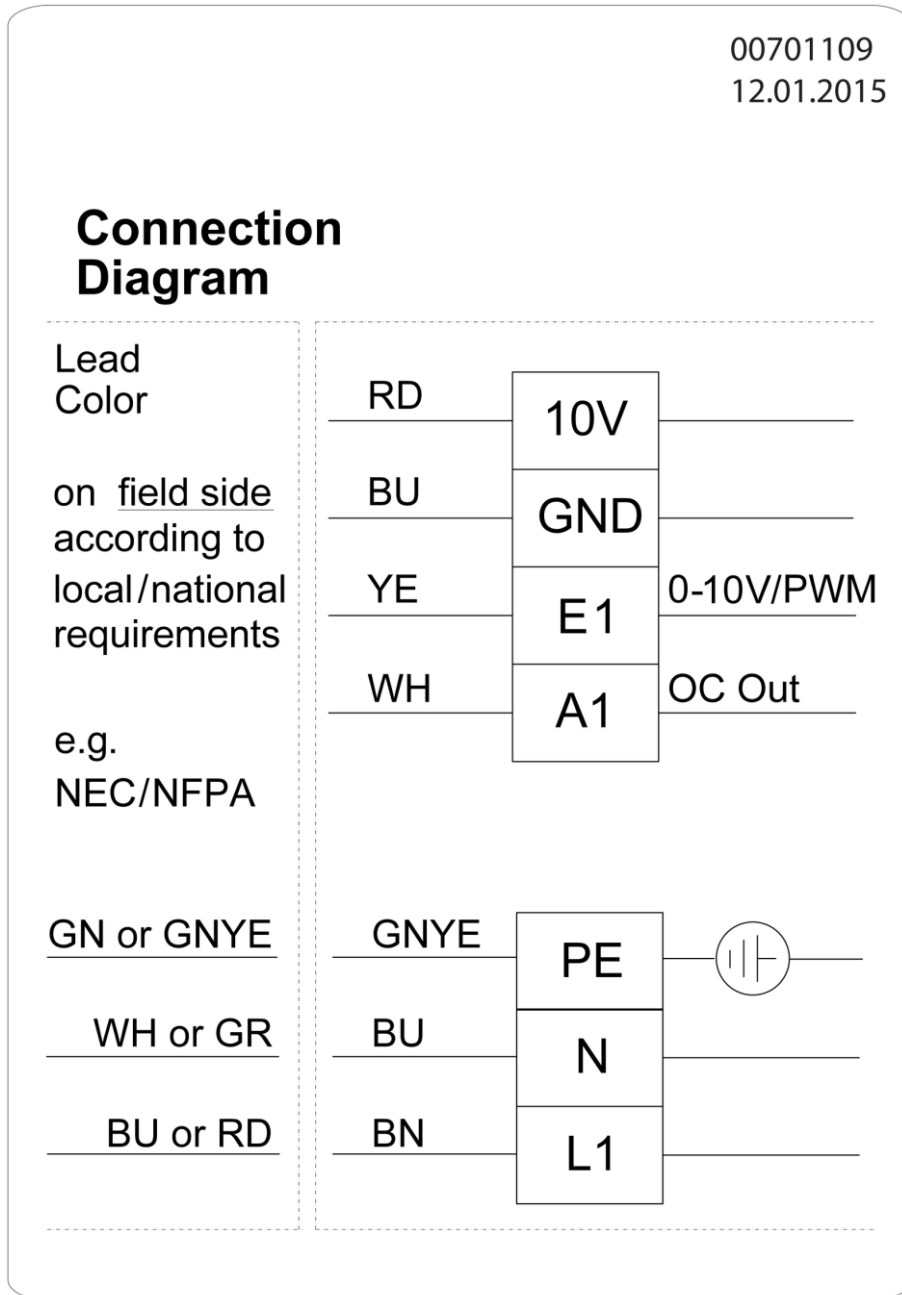 00701109
12.01.2015
Connection
Diagram
Lead
Color
on field side
according to
local/national
requirements
e.g.
NEC/NFPA
RD 10V
BU GND
YE E1 0-10V/PWM
WH A1 OC Out
GN or GNYE GNYE PE
WH or GR BU N
BU or RD BN L1